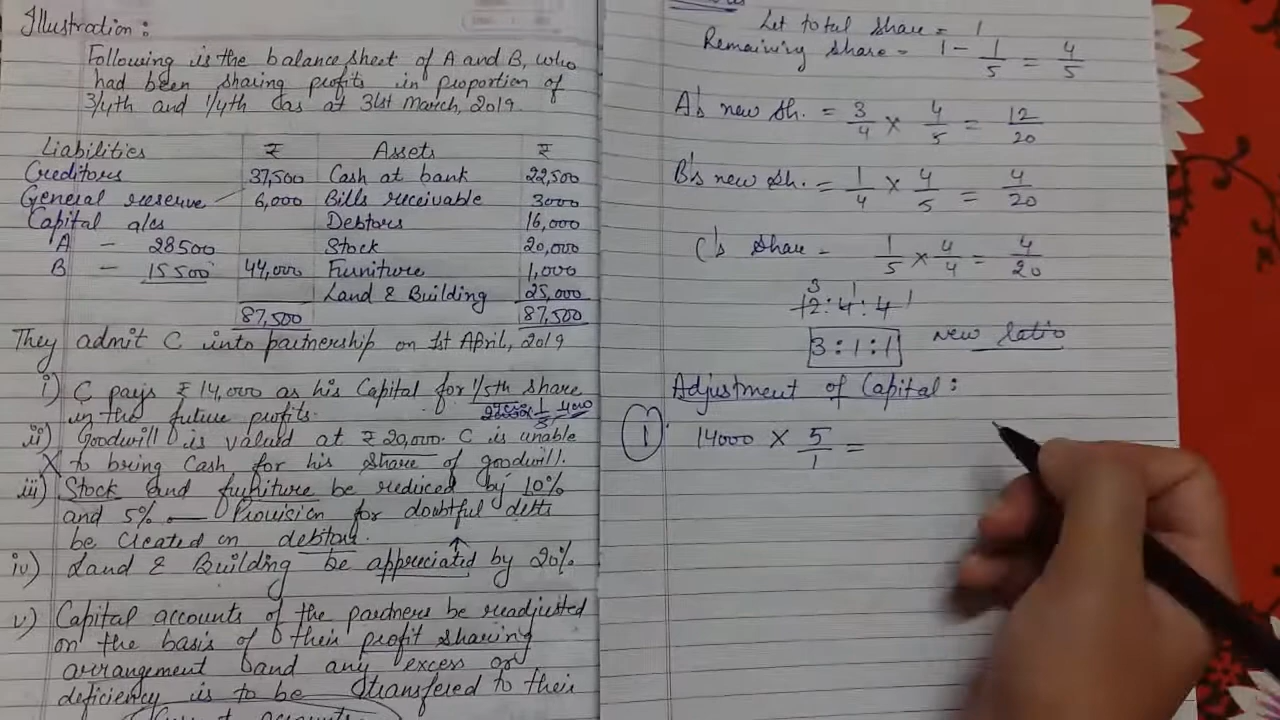 Illustration:
Following is the balance sheet of A and B, who
had been sharing profits in proportion of
3/4th and 1/4th as at 31st March, 2019.
Liabilities ₹ Assets ₹
Creditors 37,500 Cash at bank 22,500
General reserve 6,000 Bills receivable 3000
Capital a/cs Debtors 16,000
A - 28500 Stock 20,000
B - 15500 44,000 Furniture 1,000
Land & Building 25,000
87,500 87,500
They admit C into partnership on 1st April, 2019
i) C pays ₹ 14,000 as his Capital for 1/5th share
in the future profits.
ii) Goodwill is valued at ₹ 20,000. C is unable
to bring Cash for his share of goodwill.
iii) Stock and furniture be reduced by 10%
and 5% Provision for doubtful debts
be created on debtors.
iv) Land & Building be appreciated by 20%.
v) Capital accounts of the partners be readjusted
on the basis of their profit sharing
arrangement and any excess or
deficiency is to be transfered to their
Let total share = 1
Remaining share = 1 - 1/5 = 4/5
A's new sh. = 3/4 × 4/5 = 12/20
B's new sh. = 1/4 × 4/5 = 4/20
C's share = 1/5 × 4/4 = 4/20
3 1 1
12:4:4
3:1:1 new ratio
Adjustment of Capital:
1 14000 × 5/1 =